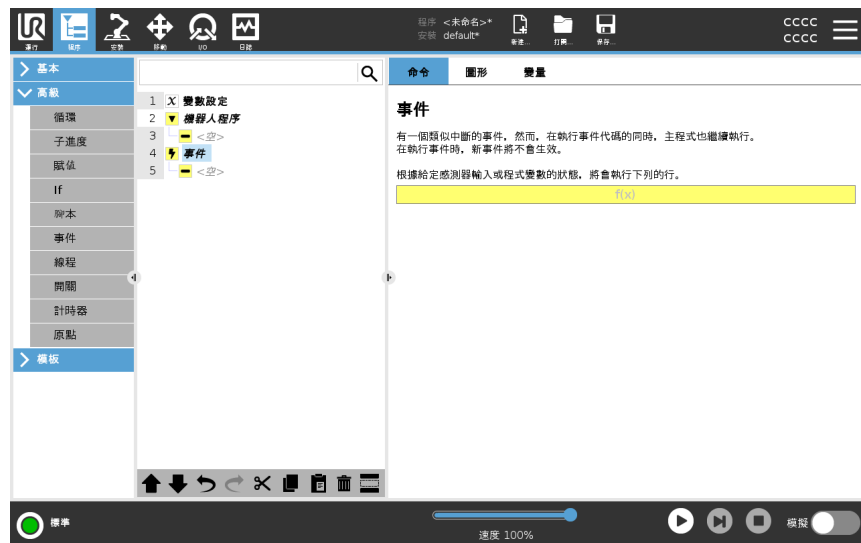 UR
運行
程序
安裝
移動
I/O
日誌
程序 <未命名>*
安裝 default*
新建...
打開...
保存...
CCCC
CCCC
基本
高級
循環
子進度
賦值
If
腳本
事件
線程
開關
計時器
原點
模板
1 X 變數設定
2 機器人程序
3 <空>
4 事件
5 <空>
命令 圖形 變量
事件
有一個類似中斷的事件，然而，在執行事件代碼的同時，主程式也繼續執行。
在執行事件時，新事件將不會生效。
根據給定感測器輸入或程式變數的狀態，將會執行下列的行。
f(x)
標準
速度 100%
模擬